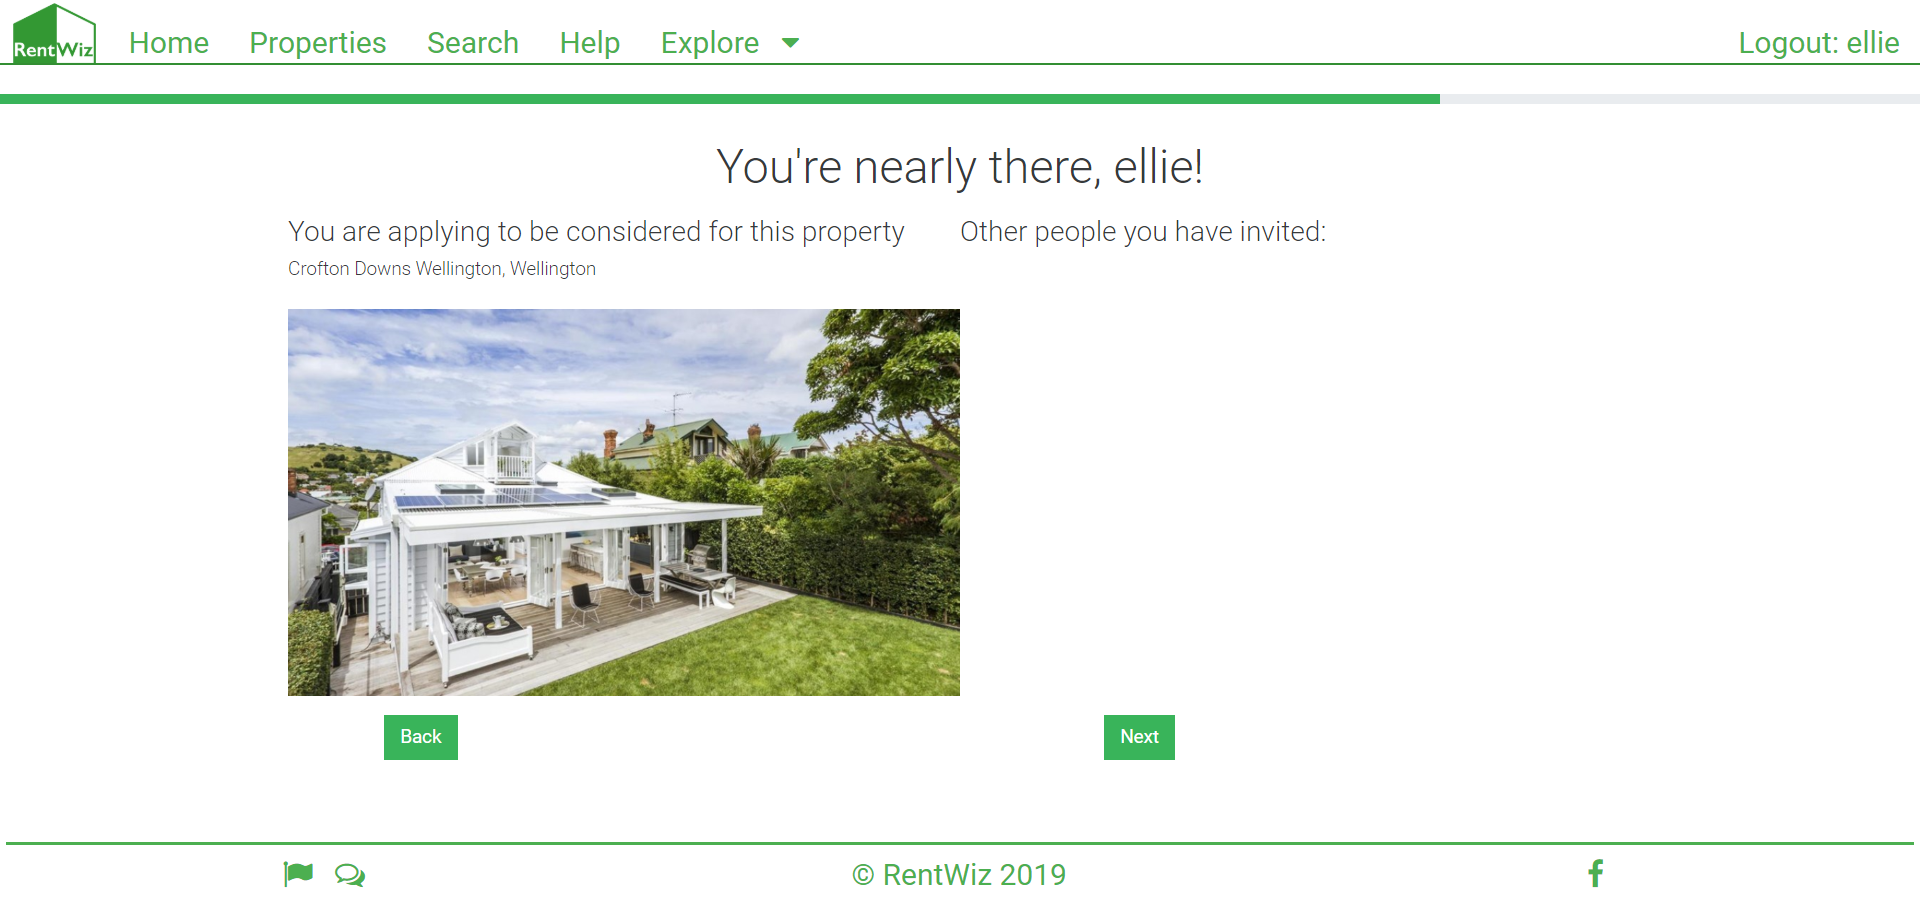 RentWiz
Home Properties Search Help Explore
Logout: ellie
You're nearly there, ellie!
You are applying to be considered for this property
Crofton Downs Wellington, Wellington
Other people you have invited:
Back
Next
© RentWiz 2019